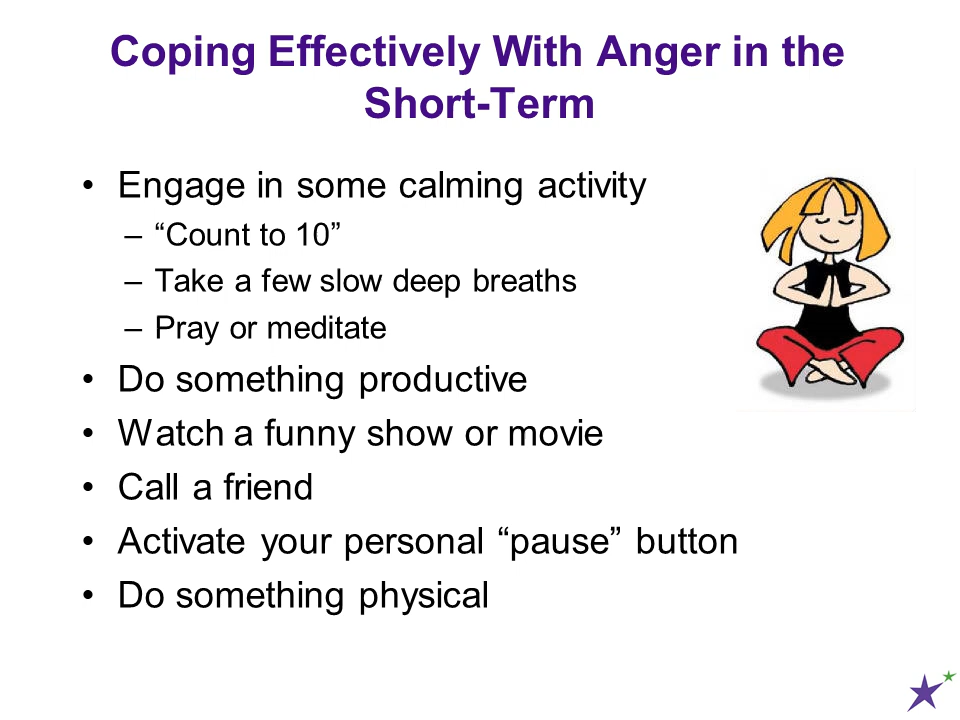 Coping Effectively With Anger in the
Short-Term
• Engage in some calming activity
– “Count to 10”
– Take a few slow deep breaths
– Pray or meditate
• Do something productive
• Watch a funny show or movie
• Call a friend
• Activate your personal “pause” button
• Do something physical